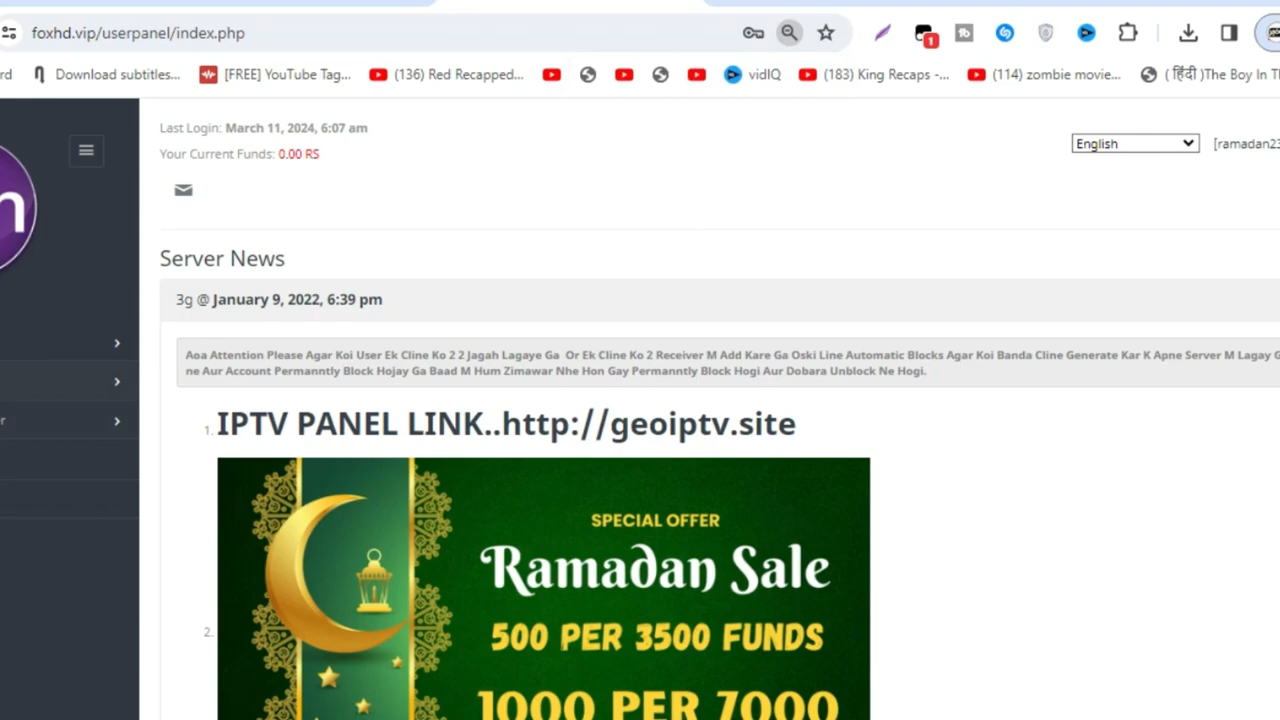 foxhd.vip/userpanel/index.php
1
rd
Download subtitles...
[FREE] YouTube Tag...
(136) Red Recapped...
vidIQ
(183) King Recaps -...
(114) zombie movie...
( हिंदी )The Boy In T
Last Login: March 11, 2024, 6:07 am
English
[ramadan23
Your Current Funds: 0.00 RS
Server News
3g @ January 9, 2022, 6:39 pm
Aoa Attention Please Agar Koi User Ek Cline Ko 2 2 Jagah Lagaye Ga Or Ek Cline Ko 2 Receiver M Add Kare Ga Oski Line Automatic Blocks Agar Koi Banda Cline Generate Kar K Apne Server M Lagay G
ne Aur Account Permanntly Block Hojay Ga Baad M Hum Zimawar Nhe Hon Gay Permanntly Block Hogi Aur Dobara Unblock Ne Hogi.
1. IPTV PANEL LINK..http://geoiptv.site
SPECIAL OFFER
Ramadan Sale
2.
500 PER 3500 FUNDS
1000 PER 7000